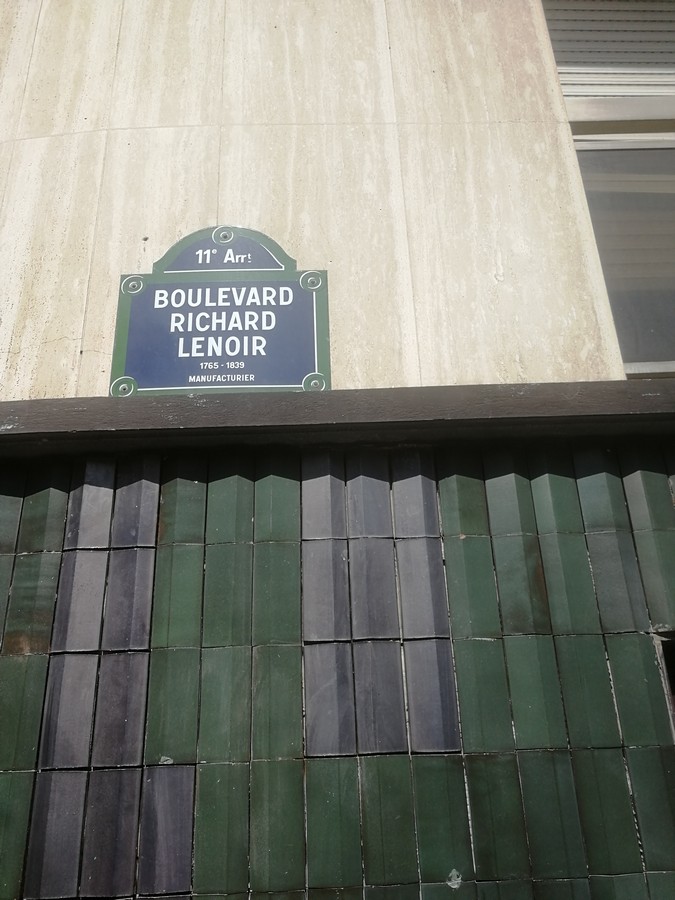 11e Arrt
BOULEVARD
RICHARD
LENOIR
1765 - 1839
MANUFACTURIER